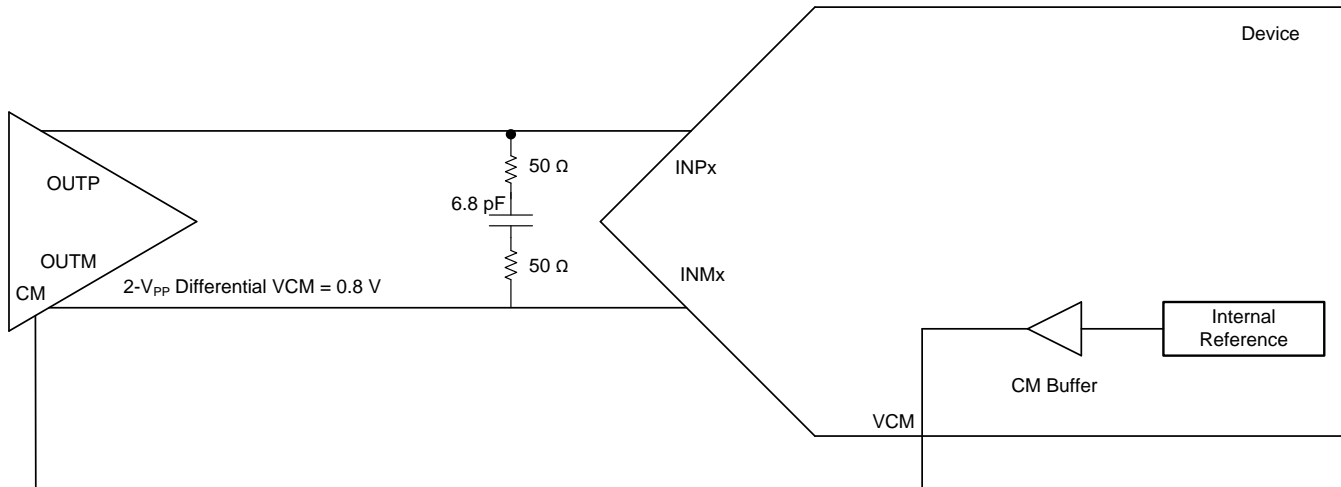 Device
OUTP
50 Ω
INPx
6.8 pF
OUTM
50 Ω
INMx
CM
2-VPP Differential VCM = 0.8 V
Internal
Reference
CM Buffer
VCM